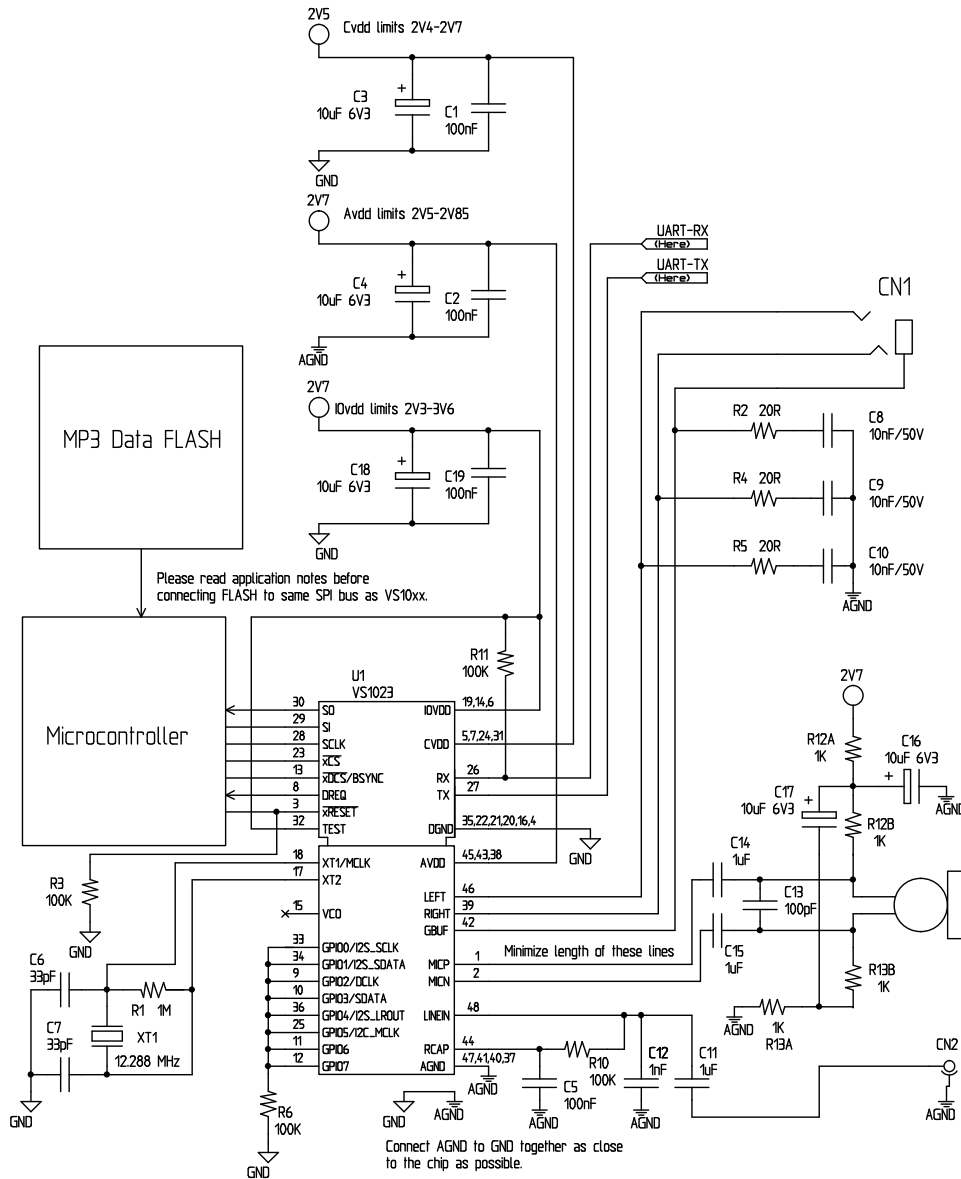 2V5
Cvdd limits 2V4-2V7
+
C3
10uF 6V3
C1
100nF
GND
2V7
Avdd limits 2V5-2V85
+
C4
10uF 6V3
C2
100nF
AGND
UART-RX
(Here)
UART-TX
(Here)
CN1
2V7
IOvdd limits 2V3-3V6
+
C18
10uF 6V3
C19
100nF
GND
R2 20R
C8
10nF/50V
R4 20R
C9
10nF/50V
R5 20R
C10
10nF/50V
AGND
MP3 Data FLASH
Please read application notes before
connecting FLASH to same SPI bus as VS10xx.
Microcontroller
R11
100K
U1
VS1023
30 SO
29 SI
28 SCLK
23 xCS
13 xDCS/BSYNC
8 DREQ
3 xRESET
32 TEST
IOVDD 19,14,6
CVDD 5,7,24,31
RX 26
TX 27
DGND 35,22,21,20,16,4
GND
18 XT1/MCLK
17 XT2
15 VCO
33 GPIO0/I2S_SCLK
34 GPIO1/I2S_SDATA
9 GPIO2/DCLK
10 GPIO3/SDATA
36 GPIO4/I2S_LROUT
25 GPIO5/I2C_MCLK
11 GPIO6
12 GPIO7
AVDD 45,43,38
LEFT 46
RIGHT 39
GBUF 42
MICP 1
MICN 2
LINEIN 48
RCAP 44
AGND 47,41,40,37
AGND
Minimize length of these lines
2V7
R12A
1K
C16
10uF 6V3
+
AGND
C17
10uF 6V3
+
R12B
1K
C14
1uF
C13
100pF
C15
1uF
R13B
1K
AGND
1K
R13A
R3
100K
GND
C6
33pF
R1 1M
C7
33pF
XT1
12.288 MHz
GND
R6
100K
GND
GND
AGND
R10
100K
C5
100nF
AGND
C12
1nF
AGND
C11
1uF
CN2
AGND
Connect AGND to GND together as close
to the chip as possible.